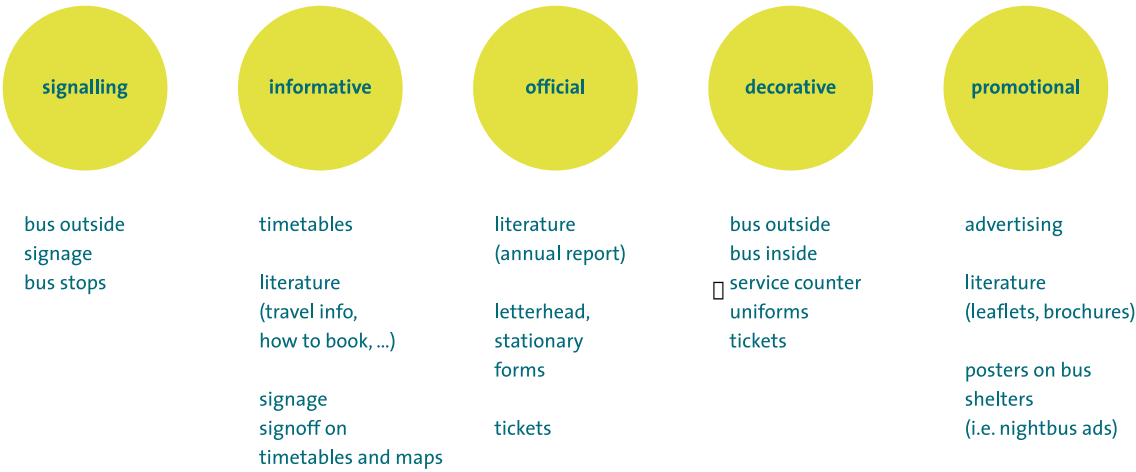 signalling
bus outside
signage
bus stops
informative
timetables
literature
(travel info,
how to book, ...)
signage
signoff on
timetables and maps
official
literature
(annual report)
letterhead,
stationary
forms
tickets
decorative
bus outside
bus inside
service counter
uniforms
tickets
promotional
advertising
literature
(leaflets, brochures)
posters on bus
shelters
(i.e. nightbus ads)